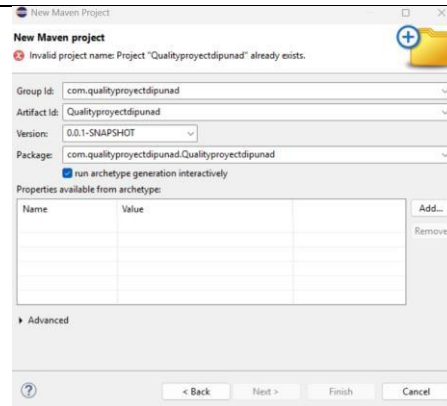 New Maven Project
New Maven project
Invalid project name: Project "Qualityproyectdipunad" already exists.
Group Id: com.qualityproyectdipunad
Artifact Id: Qualityproyectdipunad
Version: 0.0.1-SNAPSHOT
Package: com.qualityproyectdipunad.Qualityproyectdipunad
run archetype generation interactively
Properties available from archetype:
Name Value
Add...
Remove
Advanced
? < Back Next > Finish Cancel